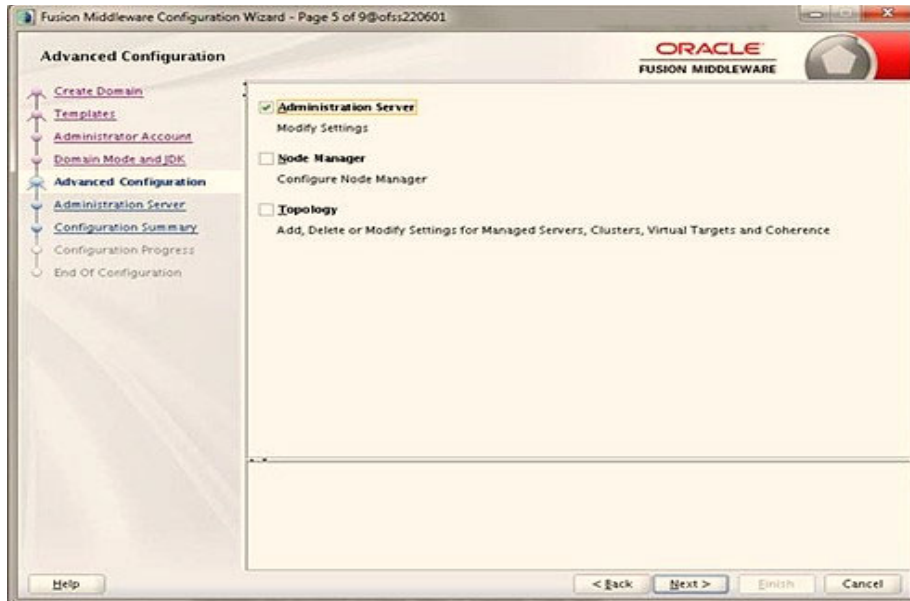 Fusion Middleware Configuration Wizard - Page 5 of 9@ofss220601
Advanced Configuration
ORACLE
FUSION MIDDLEWARE
Create Domain
Templates
Administrator Account
Domain Mode and JDK
Advanced Configuration
Administration Server
Configuration Summary
Configuration Progress
End Of Configuration
Administration Server
Modify Settings
Node Manager
Configure Node Manager
Topology
Add, Delete or Modify Settings for Managed Servers, Clusters, Virtual Targets and Coherence
Help
< Back
Next >
Finish
Cancel